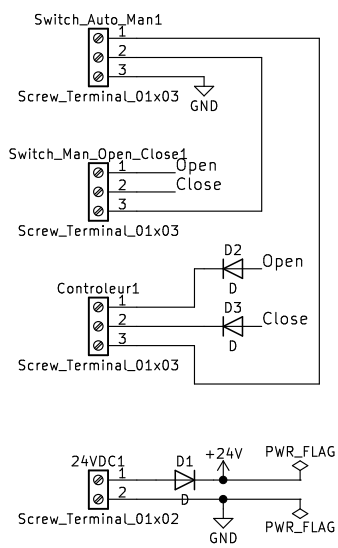 Switch_Auto_Man1
1
2
3
GND
Screw_Terminal_01x03
Switch_Man_Open_Close1
1 Open
2 Close
3
Screw_Terminal_01x03
D2
Open
D
Controleur1
1
D3
2 Close
D
3
Screw_Terminal_01x03
24VDC1
D1
+24V
PWR_FLAG
1
2
D
Screw_Terminal_01x02
GND
PWR_FLAG